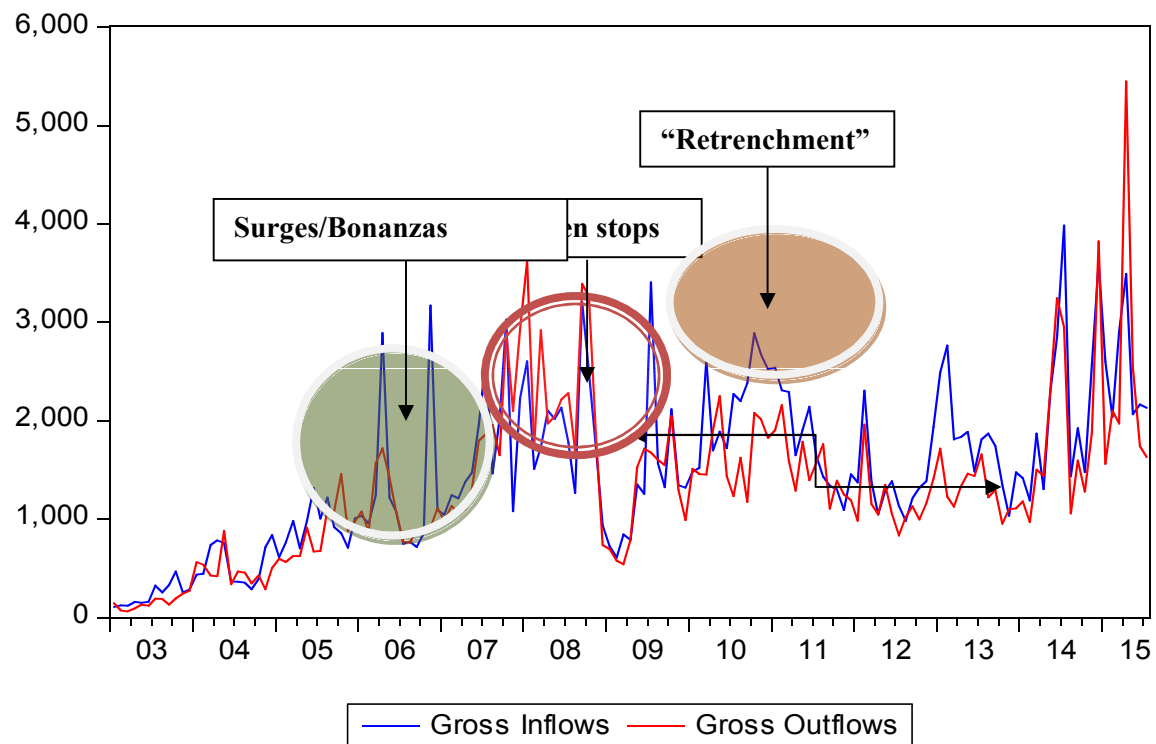 6,000
5,000
4,000
3,000
2,000
1,000
0
“Retrenchment”
Surges/Bonanzas
en stops
03 04 05 06 07 08 09 10 11 12 13 14 15
Gross Inflows Gross Outflows